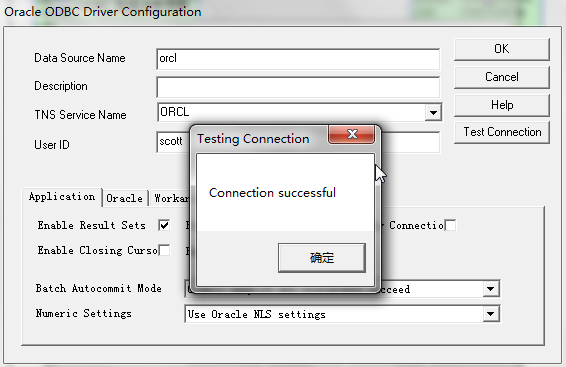 Oracle ODBC Driver Configuration
Data Source Name orcl
OK
Description
Cancel
TNS Service Name ORCL
Help
User ID scott
Test Connection
Testing Connection
Connection successful
确定
Application Oracle
Enable Result Sets
Enable Closing Curso
Batch Autocommit Mode
Numeric Settings Use Oracle NLS settings